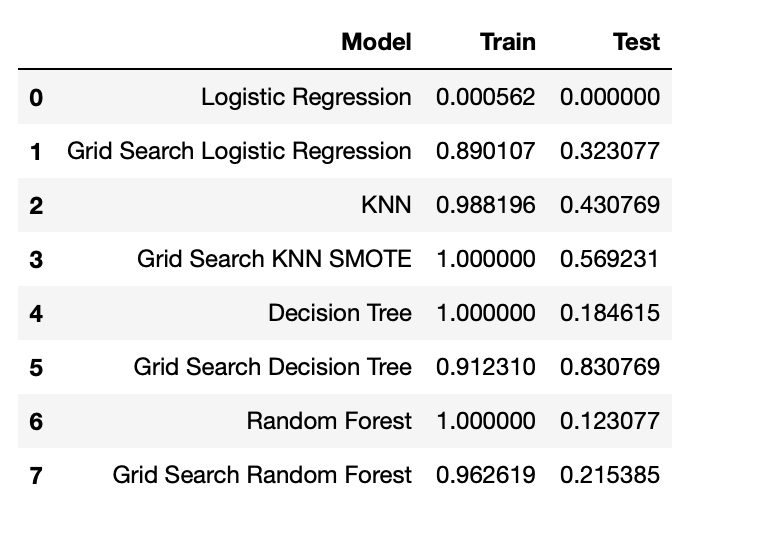 Model Train Test
0 Logistic Regression 0.000562 0.000000
1 Grid Search Logistic Regression 0.890107 0.323077
2 KNN 0.988196 0.430769
3 Grid Search KNN SMOTE 1.000000 0.569231
4 Decision Tree 1.000000 0.184615
5 Grid Search Decision Tree 0.912310 0.830769
6 Random Forest 1.000000 0.123077
7 Grid Search Random Forest 0.962619 0.215385